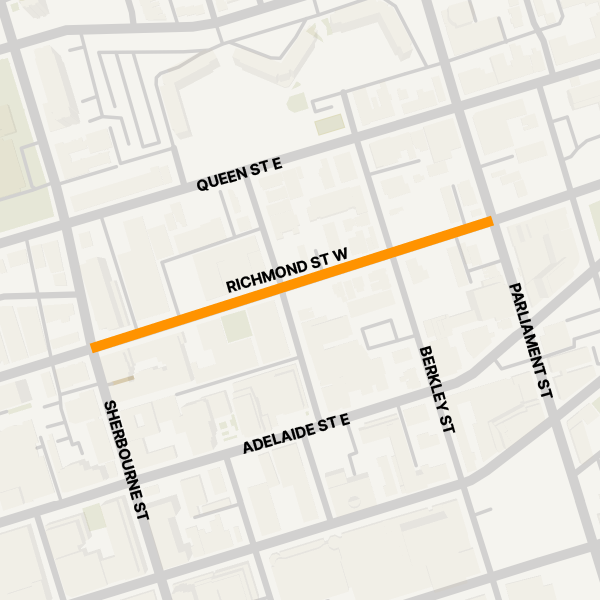 QUEEN ST E
RICHMOND ST W
PARLIAMENT ST
BERKLEY ST
SHERBOURNE ST
ADELAIDE ST E